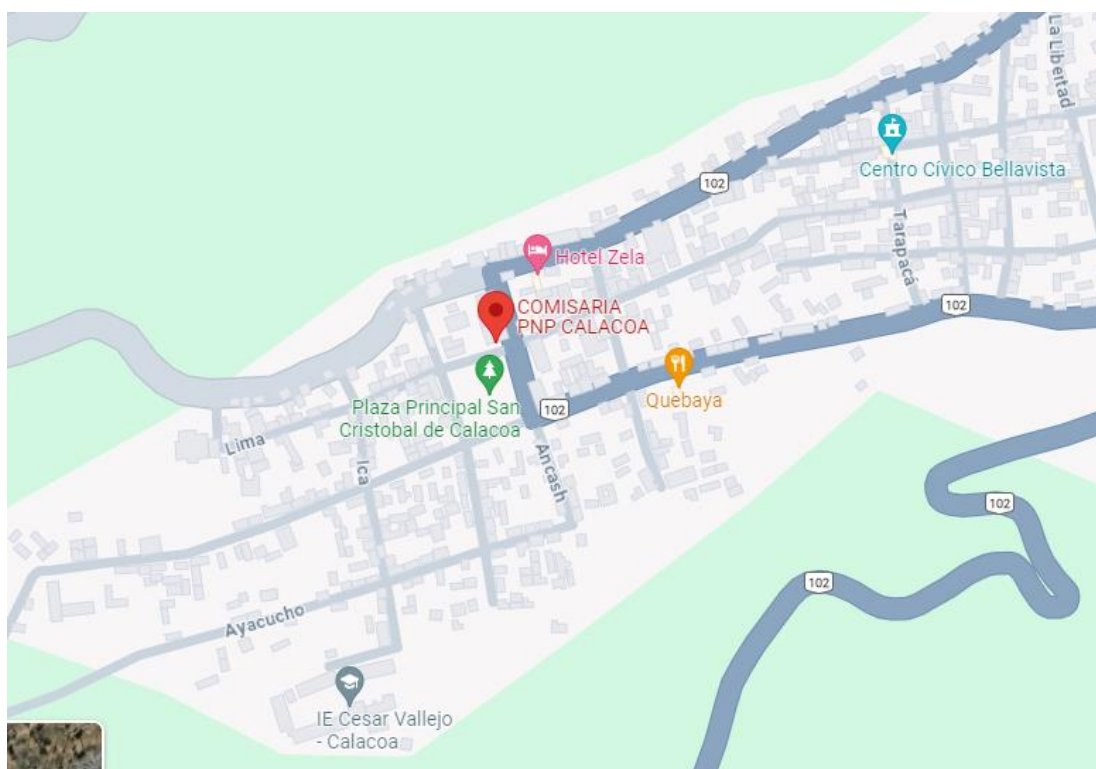 La Libertad
Centro Cívico Bellavista
102
Tarapacá
Hotel Zela
COMISARIA
PNP CALACOA
102
Quebaya
Plaza Principal San
Cristobal de Calacoa
102
Lima
Ica
Ancash
102
102
Ayacucho
IE Cesar Vallejo
- Calacoa